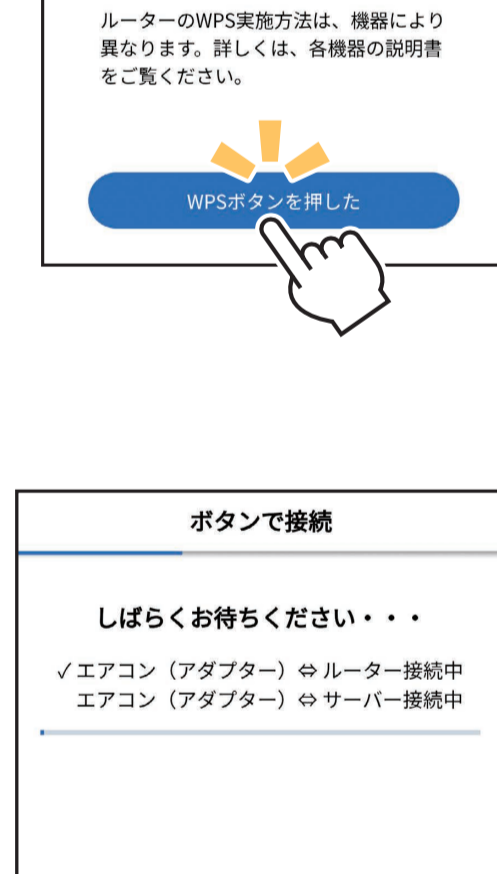 ルーターのWPS実施方法は、機器により
異なります。詳しくは、各機器の説明書
をご覧ください。
WPSボタンを押した
ボタンで接続
しばらくお待ちください・・・
✓エアコン（アダプター）⇔ルーター接続中
エアコン（アダプター）⇔サーバー接続中